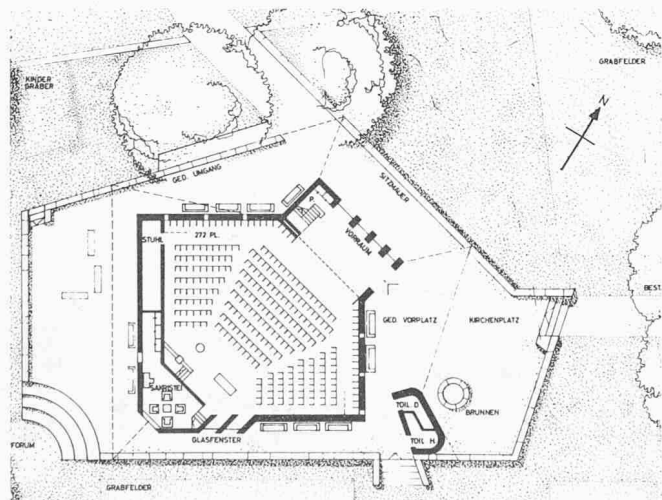 KINDER
GRÄBER
GRABFELDER
N
GED. UMGANG
SITZMAUER
P.
STUHL
272 PL.
VORRAUM
BEST.
GED. VORPLATZ
KIRCHENPLATZ
SAKRISTEI
TOIL. D.
BRUNNEN
TOIL. H.
FORUM
GLASFENSTER
GRABFELDER